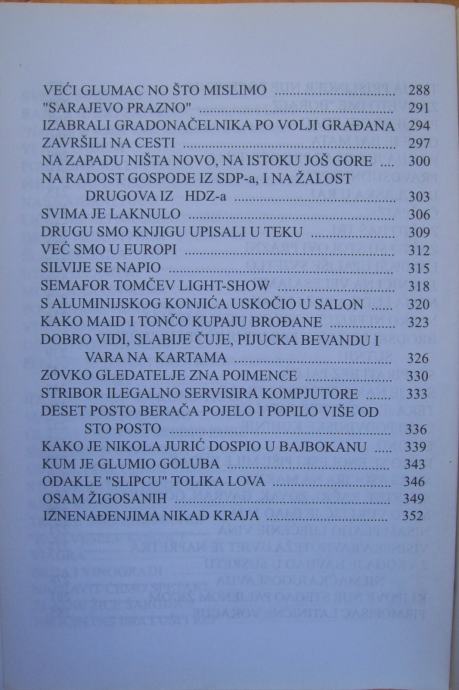 VEĆI GLUMAC NO ŠTO MISLIMO .................... 288
"SARAJEVO PRAZNO" ........................................ 291
IZABRALI GRADONAČELNIKA PO VOLJI GRAĐANA 294
ZAVRŠILI NA CESTI .............................................. 297
NA ZAPADU NIŠTA NOVO, NA ISTOKU JOŠ GORE .... 300
NA RADOST GOSPODE IZ SDP-a, I NA ŽALOST
DRUGOVA IZ HDZ-a .................................... 303
SVIMA JE LAKNULO ............................................ 306
DRUGU SMO KNJIGU UPISALI U TEKU ............. 309
VEĆ SMO U EUROPI ............................................. 312
SILVIJE SE NAPIO ................................................ 315
SEMAFOR TOMČEV LIGHT-SHOW .................... 318
S ALUMINIJSKOG KONJIĆA USKOČIO U SALON ..... 320
KAKO MAID I TONČO KUPAJU BROĐANE ......... 323
DOBRO VIDI, SLABIJE ČUJE, PIJUCKA BEVANDU I
VARA NA KARTAMA ..................................... 326
ZOVKO GLEDATELJE ZNA POIMENCE .............. 330
STRIBOR ILEGALNO SERVISIRA KOMPJUTORE ...... 333
DESET POSTO BERAČA POJELO I POPILO VIŠE OD
STO POSTO .................................................. 336
KAKO JE NIKOLA JURIĆ DOSPIO U BAJBOKANU ..... 339
KUM JE GLUMIO GOLUBA .................................. 343
ODAKLE "SLIPCU" TOLIKA LOVA ..................... 346
OSAM ŽIGOSANIH .............................................. 349
IZNENAĐENJIMA NIKAD KRAJA ....................... 352